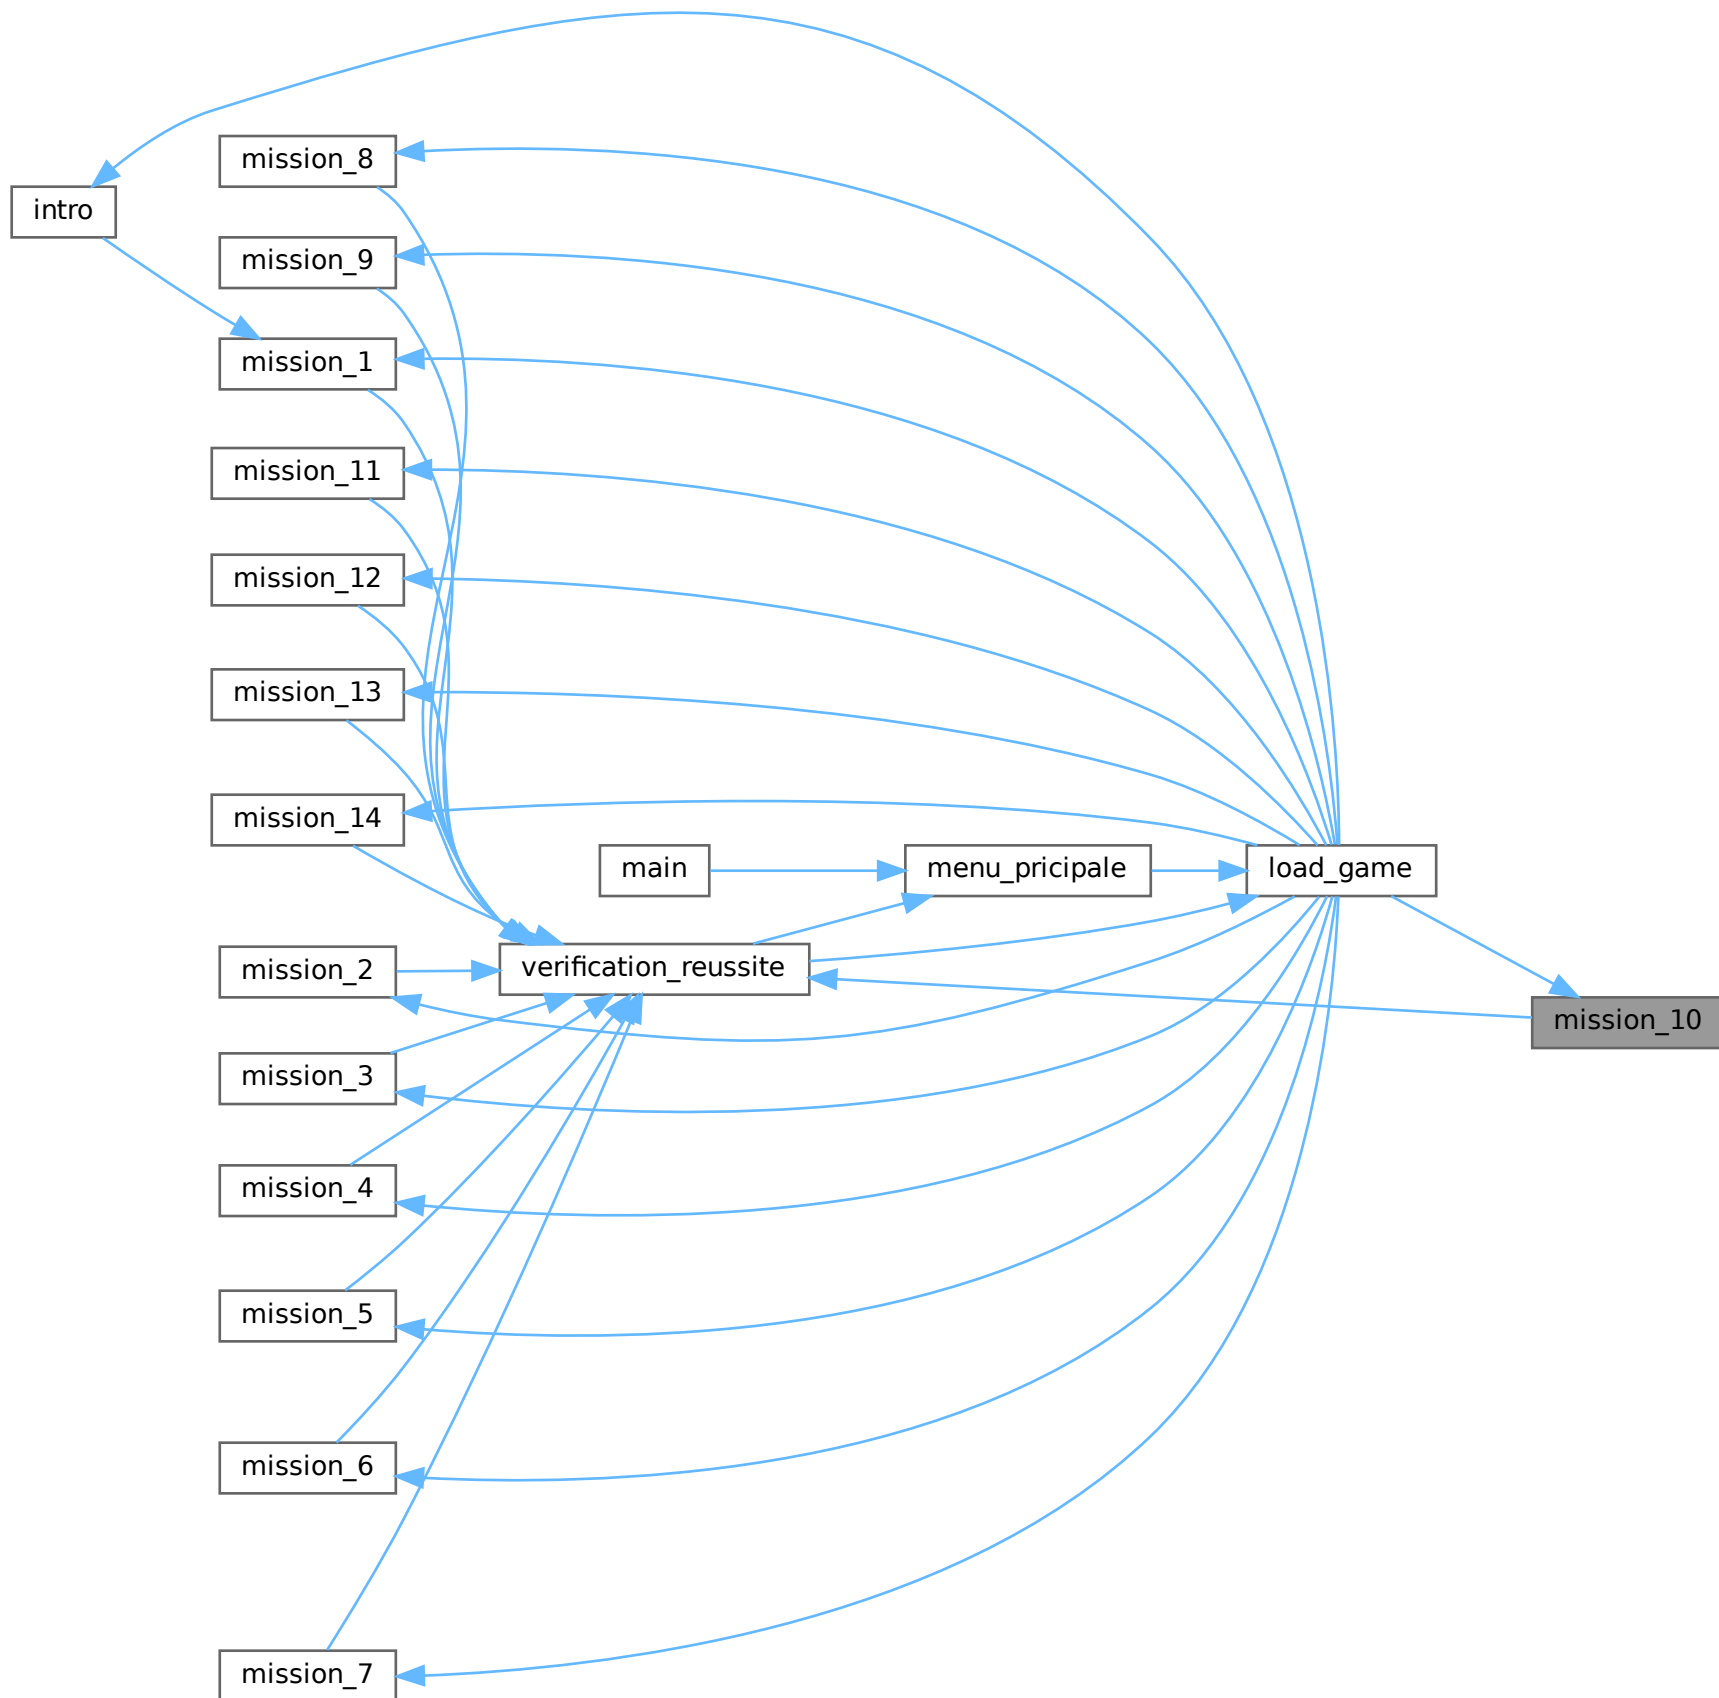 mission_8
intro
mission_9
mission_1
mission_11
mission_12
mission_13
mission_14
main
menu_pricipale
load_game
mission_2
verification_reussite
mission_10
mission_3
mission_4
mission_5
mission_6
mission_7